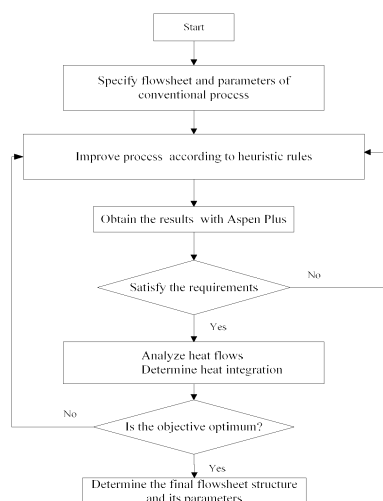 Start
Specify flowsheet and parameters of
conventional process
Improve process according to heuristic rules
Obtain the results with Aspen Plus
Satisfy the requirements
No
Yes
Analyze heat flows
Determine heat integration
No
Is the objective optimum?
Yes
Determine the final flowsheet structure
and its parameters